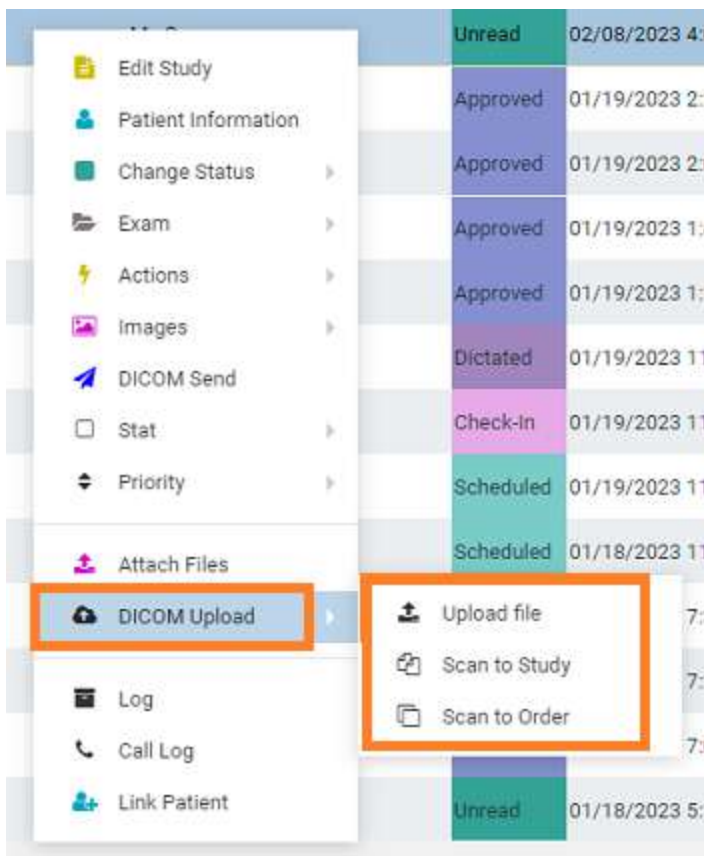 Unread 02/08/2023 4:
Edit Study
Approved 01/19/2023 2:
Patient Information
Change Status
Approved 01/19/2023 2:
Exam
Approved 01/19/2023 1:
Actions
Approved 01/19/2023 1:
Images
Dictated 01/19/2023 11
DICOM Send
Stat
Check-In 01/19/2023 11
Priority
Scheduled 01/19/2023 11
Attach Files
Scheduled 01/18/2023 11
DICOM Upload
Upload file
7:
Scan to Study
7:
Log
Scan to Order
7:
Call Log
Link Patient
Unread 01/18/2023 5: